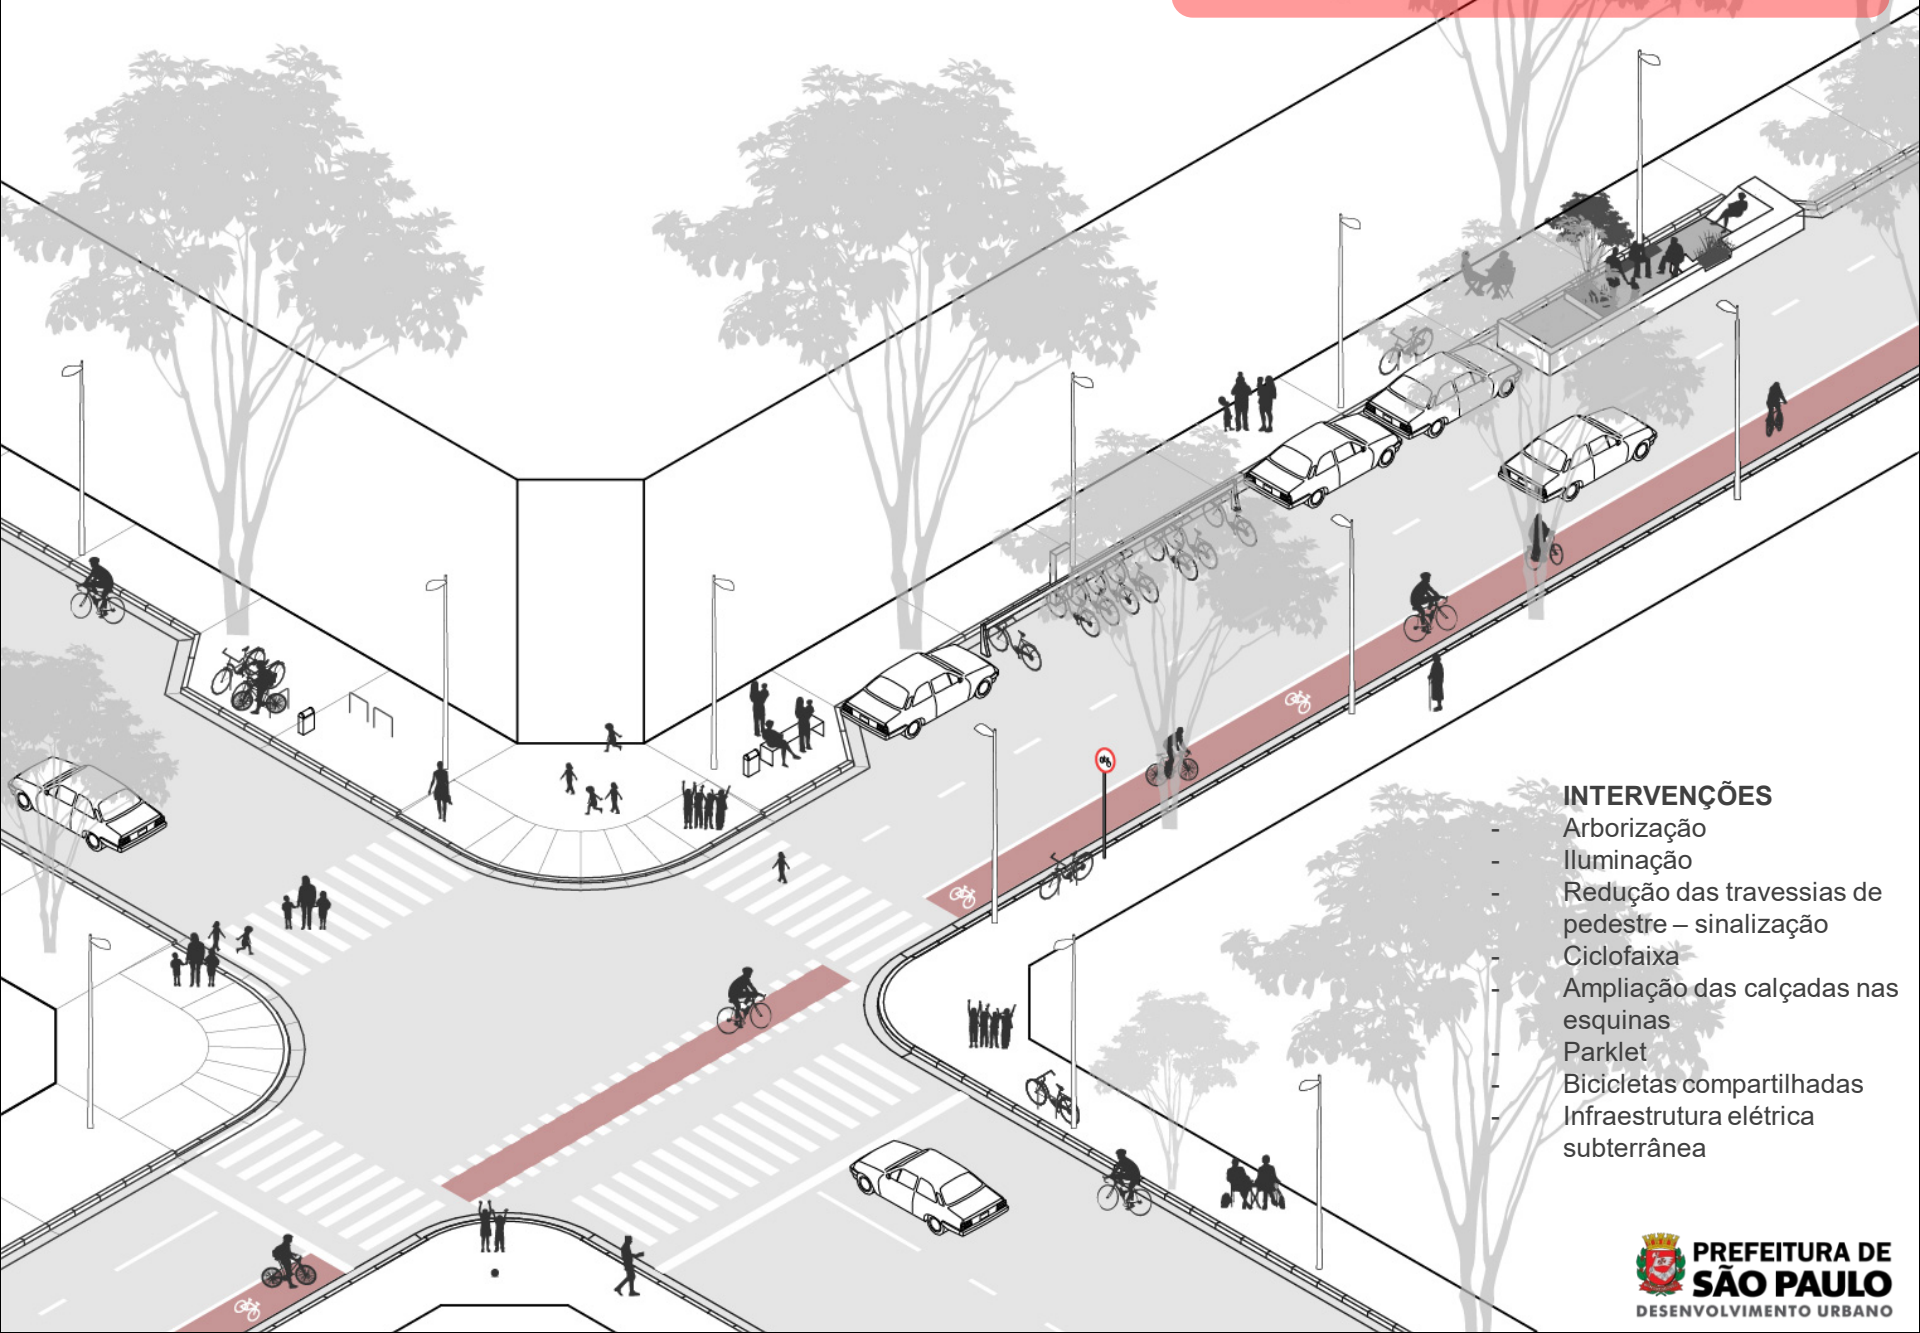 INTERVENÇÕES
- Arborização
- Iluminação
- Redução das travessias de
pedestre – sinalização
- Ciclofaixa
- Ampliação das calçadas nas
esquinas
- Parklet
- Bicicletas compartilhadas
- Infraestrutura elétrica
subterrânea
PREFEITURA DE
SÃO PAULO
DESENVOLVIMENTO URBANO